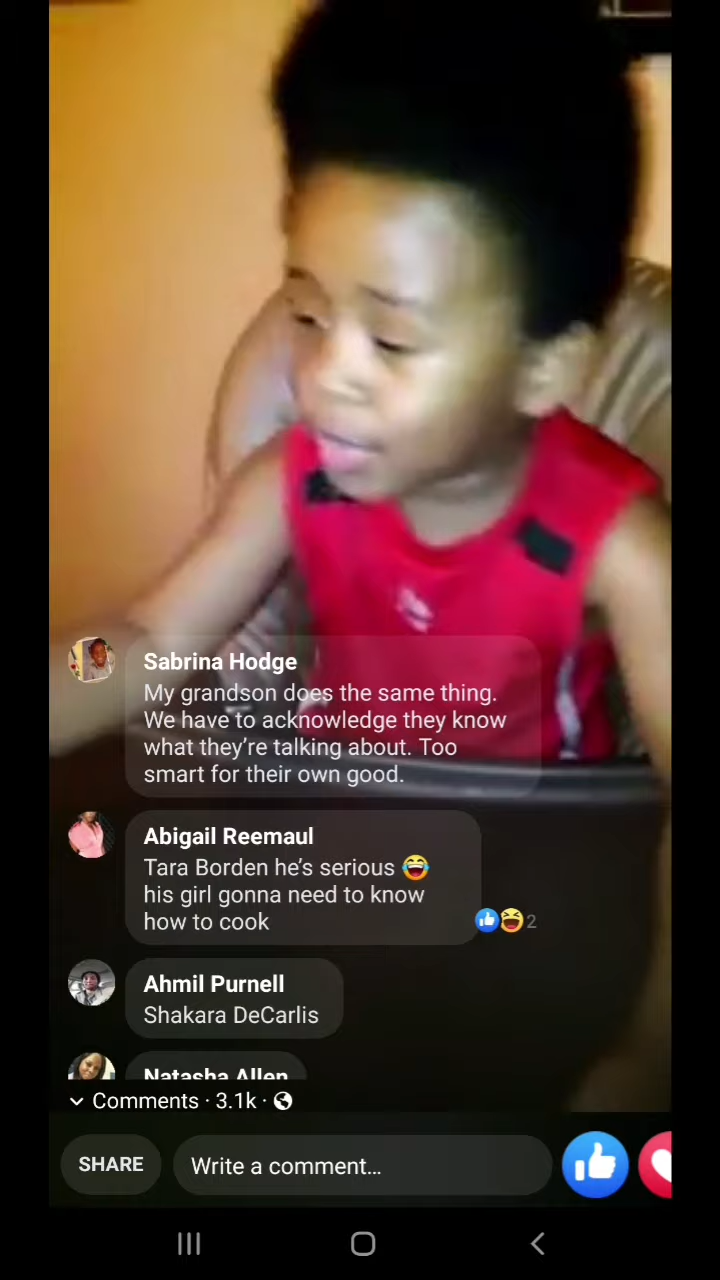 Sabrina Hodge
My grandson does the same thing.
We have to acknowledge they know
what they're talking about. Too
smart for their own good.
Abigail Reemaul
Tara Borden he's serious 😂
his girl gonna need to know
how to cook
2
Ahmil Purnell
Shakara DeCarlis
Natasha Allen
Comments · 3.1k ·
SHARE
Write a comment...